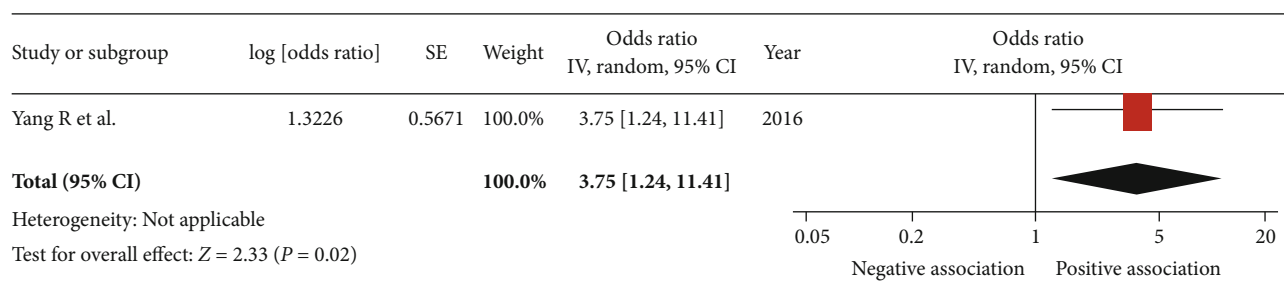 Study or subgroup log [odds ratio] SE Weight Odds ratio IV, random, 95% CI Year Odds ratio IV, random, 95% CI
Yang R et al. 1.3226 0.5671 100.0% 3.75 [1.24, 11.41] 2016
Total (95% CI) 100.0% 3.75 [1.24, 11.41]
Heterogeneity: Not applicable
Test for overall effect: Z = 2.33 (P = 0.02)
0.05 0.2 1 5 20
Negative association Positive association